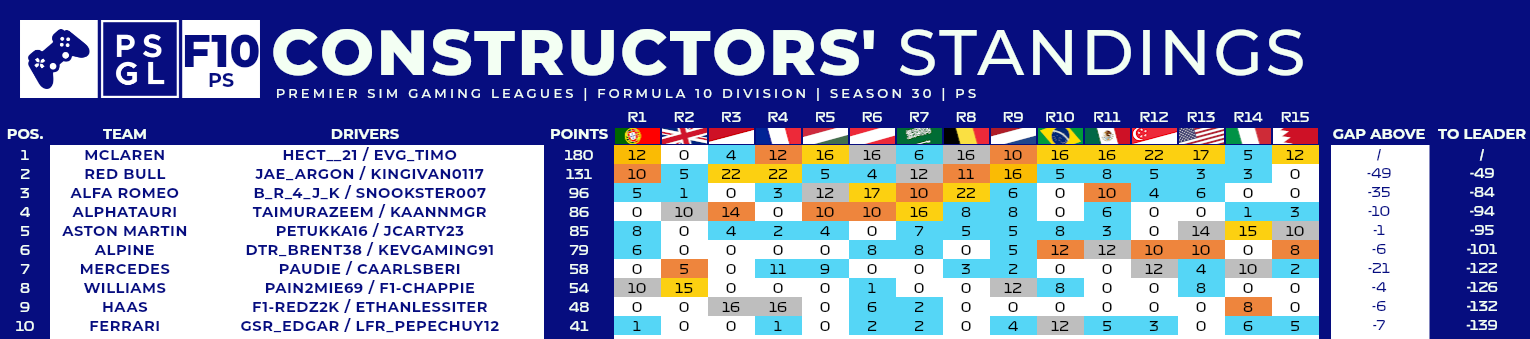 PS GL
F10 PS
CONSTRUCTORS' STANDINGS
PREMIER SIM GAMING LEAGUES | FORMULA 10 DIVISION | SEASON 30 | PS
R1 R2 R3 R4 R5 R6 R7 R8 R9 R10 R11 R12 R13 R14 R15
POS. TEAM DRIVERS POINTS GAP ABOVE TO LEADER
1 MCLAREN HECT__21 / EVG_TIMO 180 12 0 4 12 16 16 6 16 10 16 16 22 17 5 12 / /
2 RED BULL JAE_ARGON / KINGIVAN0117 131 10 5 22 22 5 4 12 11 16 5 8 5 3 3 0 -49 -49
3 ALFA ROMEO B_R_4_J_K / SNOOKSTER007 96 5 1 0 3 12 17 10 22 6 0 10 4 6 0 0 -35 -84
4 ALPHATAURI TAIMURAZEEM / KAANNMGR 86 0 10 14 0 10 10 16 8 8 0 6 0 0 1 3 -10 -94
5 ASTON MARTIN PETUKKA16 / JCARTY23 85 8 0 4 2 4 0 7 5 5 8 3 0 14 15 10 -1 -95
6 ALPINE DTR_BRENT38 / KEVGAMING91 79 6 0 0 0 0 8 8 0 5 12 12 10 10 0 8 -6 -101
7 MERCEDES PAUDIE / CAARLSBERI 58 0 5 0 11 9 0 0 3 2 0 0 12 4 10 2 -21 -122
8 WILLIAMS PAIN2MIE69 / F1-CHAPPIE 54 10 15 0 0 0 1 0 0 12 8 0 0 8 0 0 -4 -126
9 HAAS F1-REDZ2K / ETHANLESSITER 48 0 0 16 16 0 6 2 0 0 0 0 0 0 8 0 -6 -132
10 FERRARI GSR_EDGAR / LFR_PEPECHUY12 41 1 0 0 1 0 2 2 0 4 12 5 3 0 6 5 -7 -139